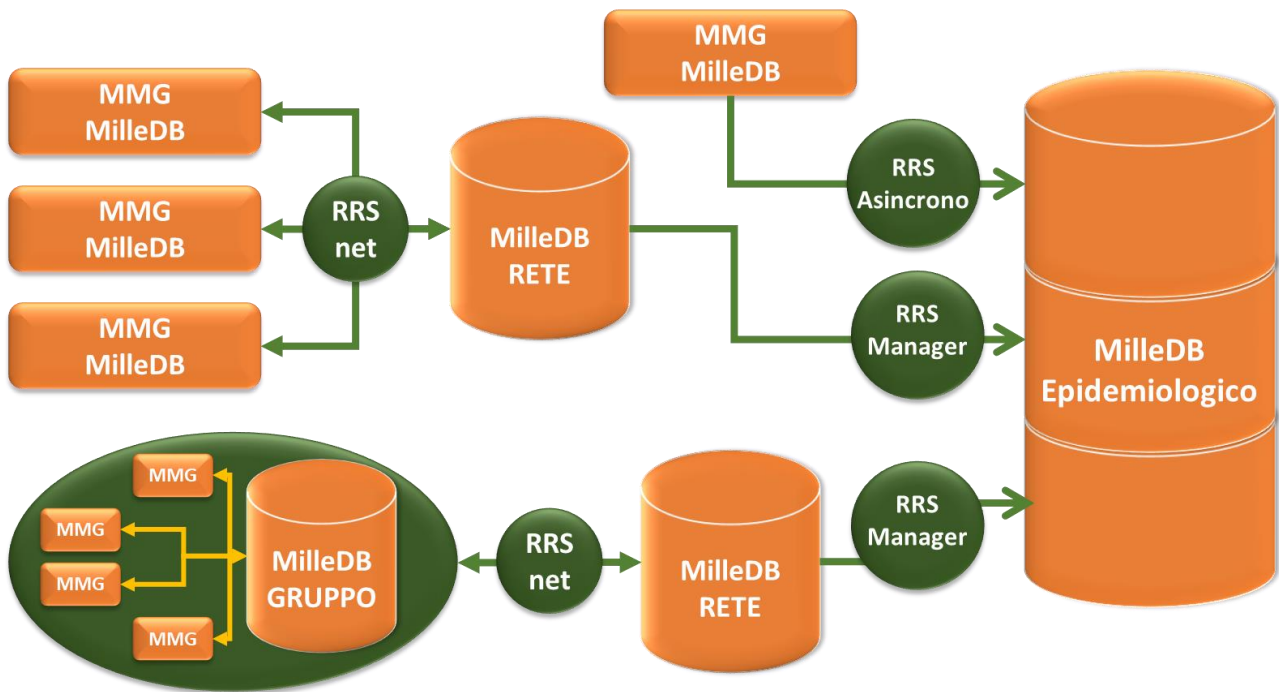 MMG
MilleDB
MMG
MilleDB
MMG
MilleDB
RRS
net
MilleDB
RETE
MMG
MilleDB
RRS
Asincrono
RRS
Manager
MilleDB
Epidemiologico
MMG
MMG
MMG
MMG
MilleDB
GRUPPO
RRS
net
MilleDB
RETE
RRS
Manager